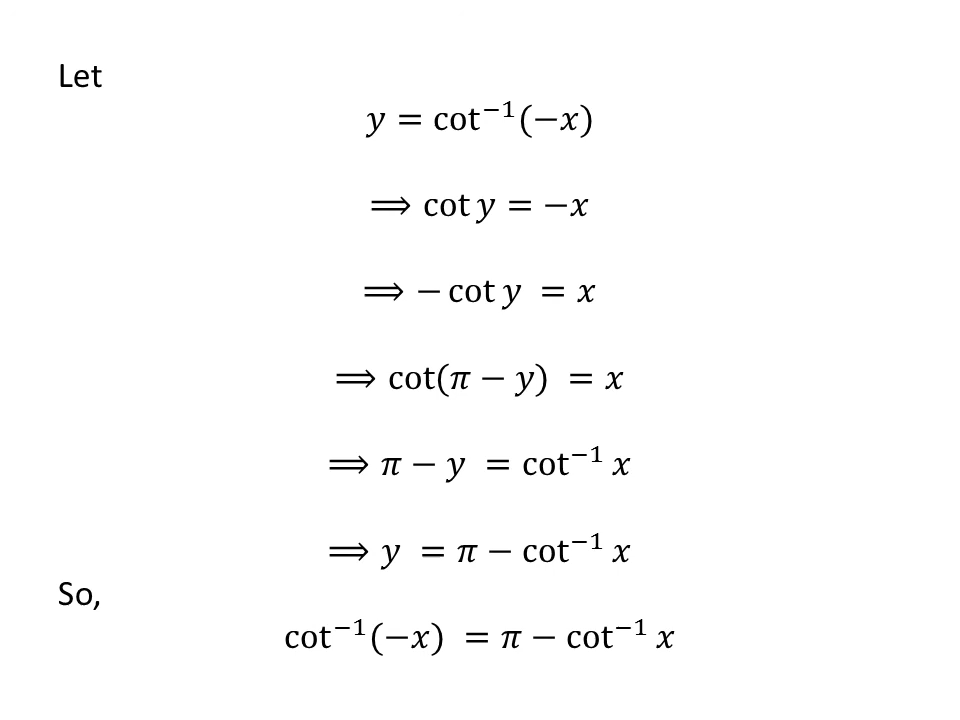 Let
y = cot⁻¹(−x)
⟹ cot y = −x
⟹ − cot y = x
⟹ cot(π − y) = x
⟹ π − y = cot⁻¹ x
⟹ y = π − cot⁻¹ x
So,
cot⁻¹(−x) = π − cot⁻¹ x